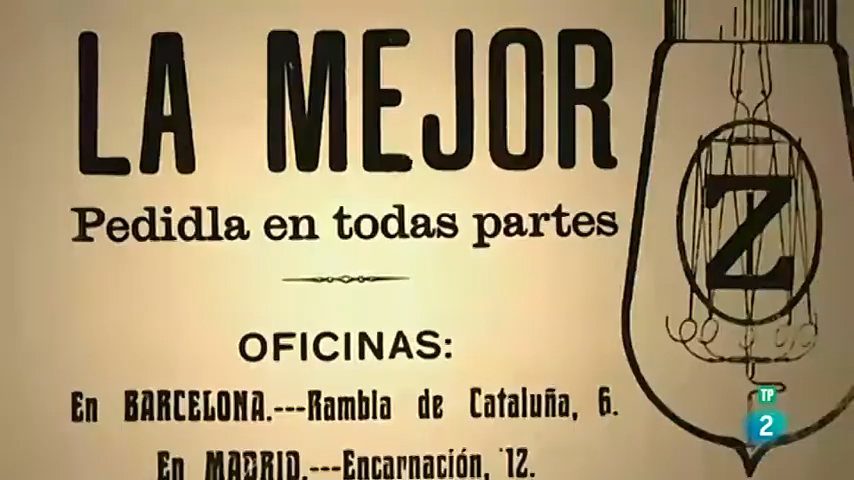 LA MEJOR
Pedidla en todas partes
OFICINAS:
En BARCELONA.---Rambla de Cataluña, 6.
En MADRID.---Encarnación, 12.
Z
TP
2